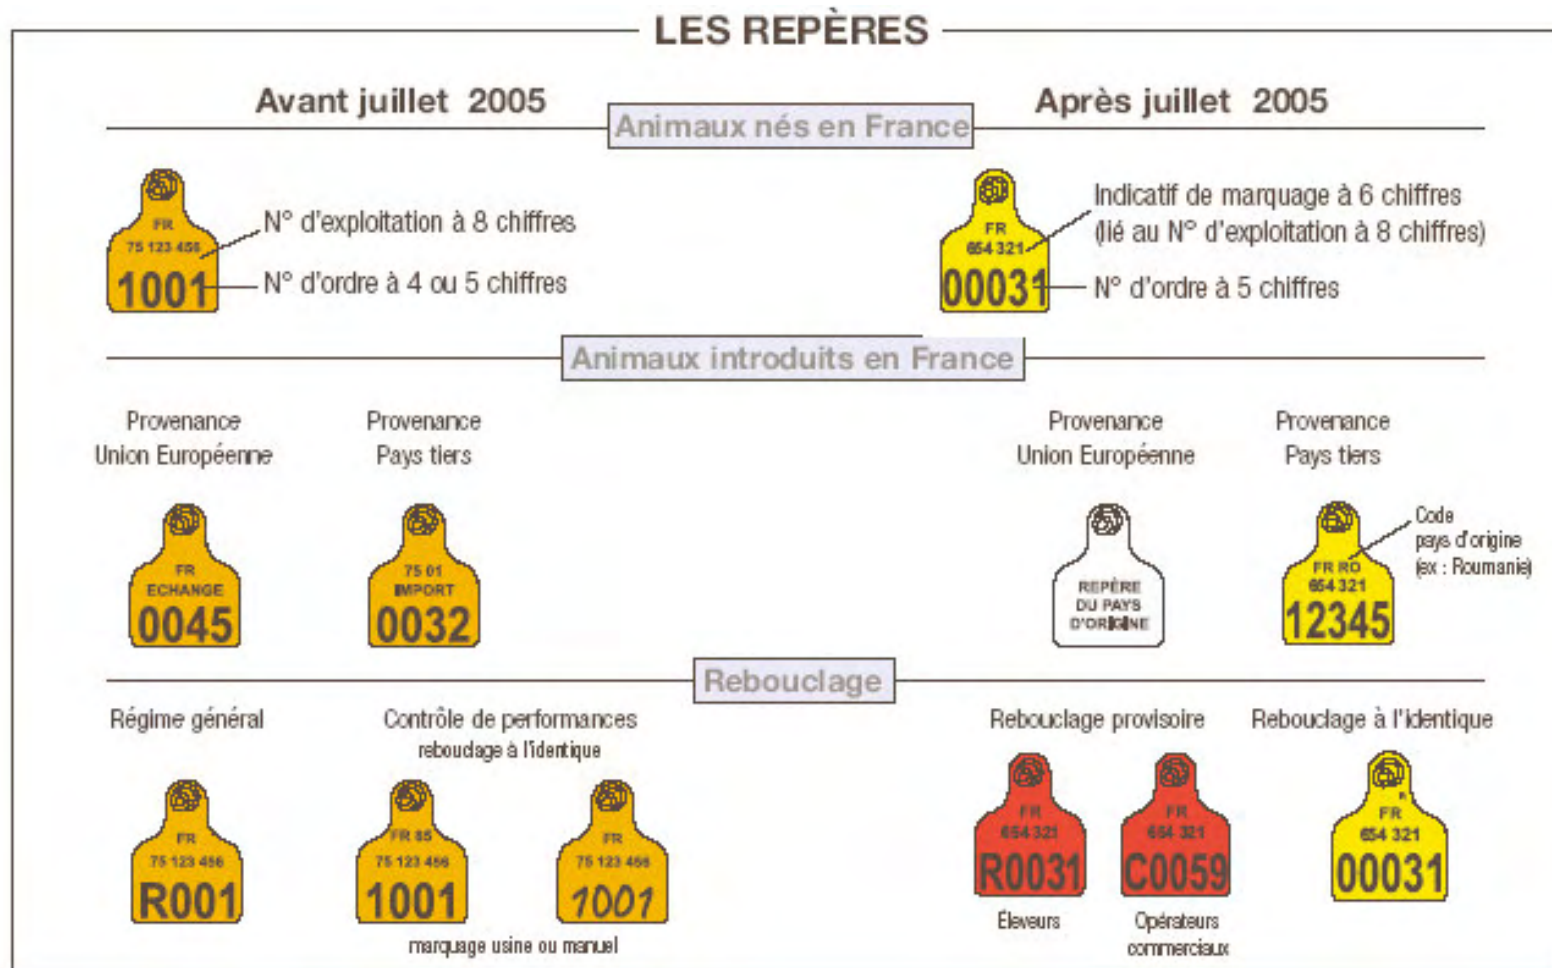 LES REPÈRES
Avant juillet 2005
Après juillet 2005
Animaux nés en France
FR
75 123 456
1001
N° d'exploitation à 8 chiffres
N° d'ordre à 4 ou 5 chiffres
FR
654 321
00031
Indicatif de marquage à 6 chiffres
(lié au N° d'exploitation à 8 chiffres)
N° d'ordre à 5 chiffres
Animaux introduits en France
Provenance
Union Européenne
FR
ECHANGE
0045
Provenance
Pays tiers
75 01
IMPORT
0032
Provenance
Union Européenne
REPÈRE
DU PAYS
D'ORIGINE
Provenance
Pays tiers
FR RO
654 321
12345
Code
pays d'origine
(ex : Roumanie)
Rebouclage
Régime général
FR
75 123 456
R001
Contrôle de performances
rebouclage à l'identique
FR 85
75 123 456
1001
FR
75 123 456
1001
marquage usine ou manuel
Rebouclage provisoire
FR
654 321
R0031
Éleveurs
FR
654 321
C0059
Opérateurs
commerciaux
Rebouclage à l'identique
R
FR
654 321
00031